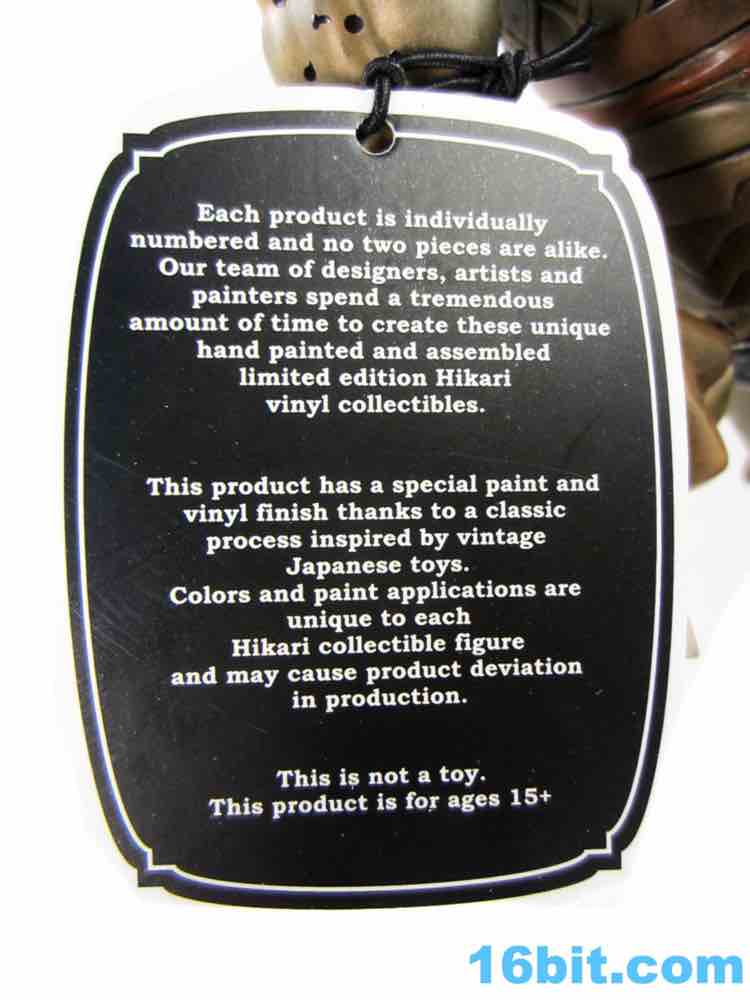 Each product is individually
numbered and no two pieces are alike.
Our team of designers, artists and
painters spend a tremendous
amount of time to create these unique
hand painted and assembled
limited edition Hikari
vinyl collectibles.
This product has a special paint and
vinyl finish thanks to a classic
process inspired by vintage
Japanese toys.
Colors and paint applications are
unique to each
Hikari collectible figure
and may cause product deviation
in production.
This is not a toy.
This product is for ages 15+
16bit.com